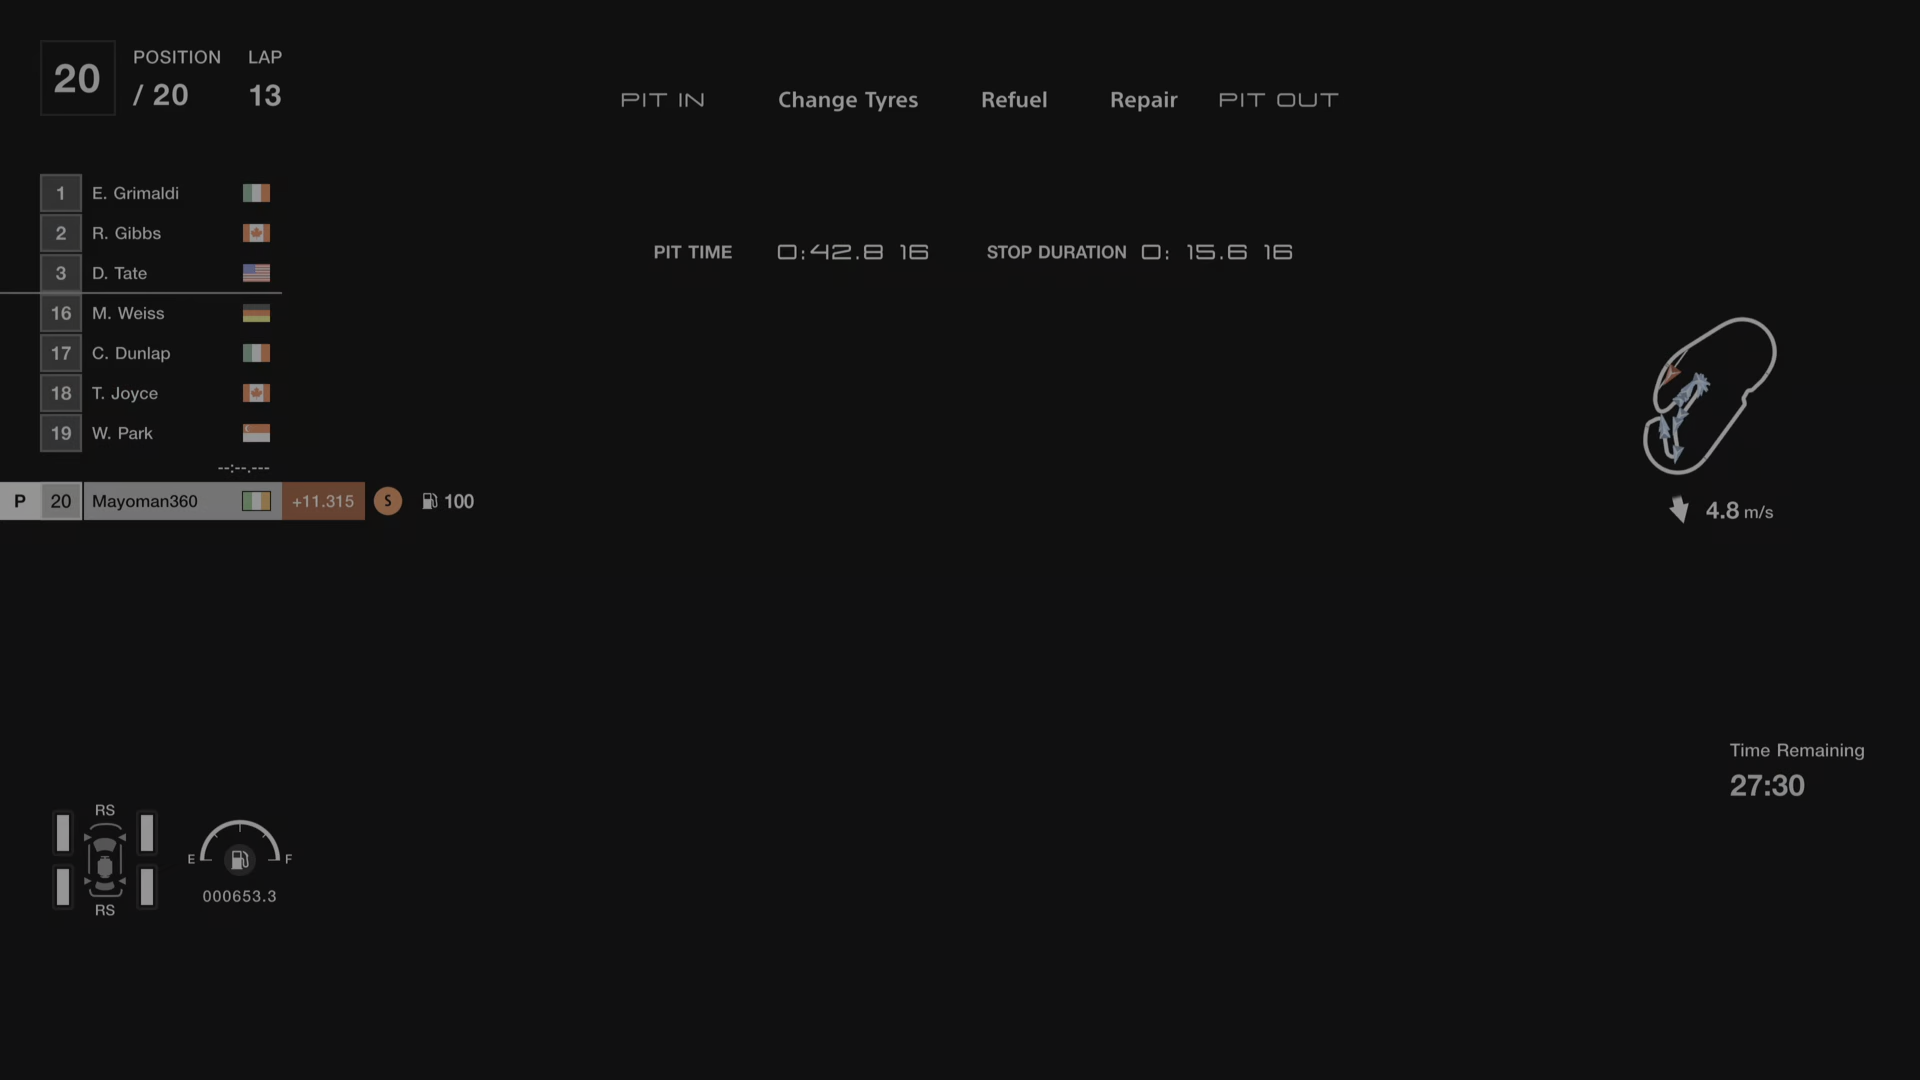 20
POSITION LAP
/ 20 13
PIT IN Change Tyres Refuel Repair PIT OUT
1 E. Grimaldi
2 R. Gibbs
3 D. Tate
16 M. Weiss
17 C. Dunlap
18 T. Joyce
19 W. Park
--:--.---
P 20 Mayoman360 +11.315 S 100
PIT TIME 0:42.8 16 STOP DURATION 0: 15.6 16
4.8 m/s
Time Remaining
27:30
RS
RS
E F
000653.3